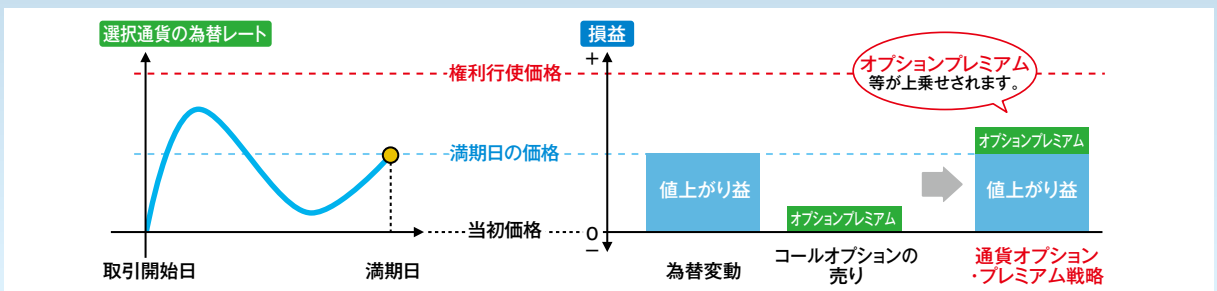 選択通貨の為替レート
権利行使価格
満期日の価格
当初価格
取引開始日
満期日
損益
+
0
−
値上がり益
オプションプレミアム
オプションプレミアム
等が上乗せされます。
オプションプレミアム
値上がり益
為替変動
コールオプションの
売り
通貨オプション
・プレミアム戦略